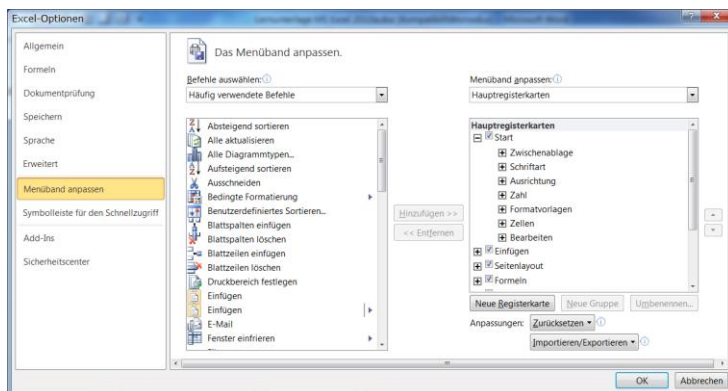 Excel-Optionen
Allgemein
Formeln
Dokumentprüfung
Speichern
Sprache
Erweitert
Menüband anpassen
Symbolleiste für den Schnellzugriff
Add-Ins
Sicherheitscenter
Das Menüband anpassen.
Befehle auswählen:
Häufig verwendete Befehle
Absteigend sortieren
Alle aktualisieren
Alle Diagrammtypen...
Aufsteigend sortieren
Ausschneiden
Bedingte Formatierung
Benutzerdefiniertes Sortieren...
Blattspalten einfügen
Blattspalten löschen
Blattzeilen einfügen
Blattzeilen löschen
Druckbereich festlegen
Einfügen
Einfügen
E-Mail
Fenster einfrieren
Hinzufügen >>
<< Entfernen
Menüband anpassen:
Hauptregisterkarten
Hauptregisterkarten
Start
Zwischenablage
Schriftart
Ausrichtung
Zahl
Formatvorlagen
Zellen
Bearbeiten
Einfügen
Seitenlayout
Formeln
Neue Registerkarte
Neue Gruppe
Umbenennen...
Anpassungen:
Zurücksetzen
Importieren/Exportieren
OK
Abbrechen